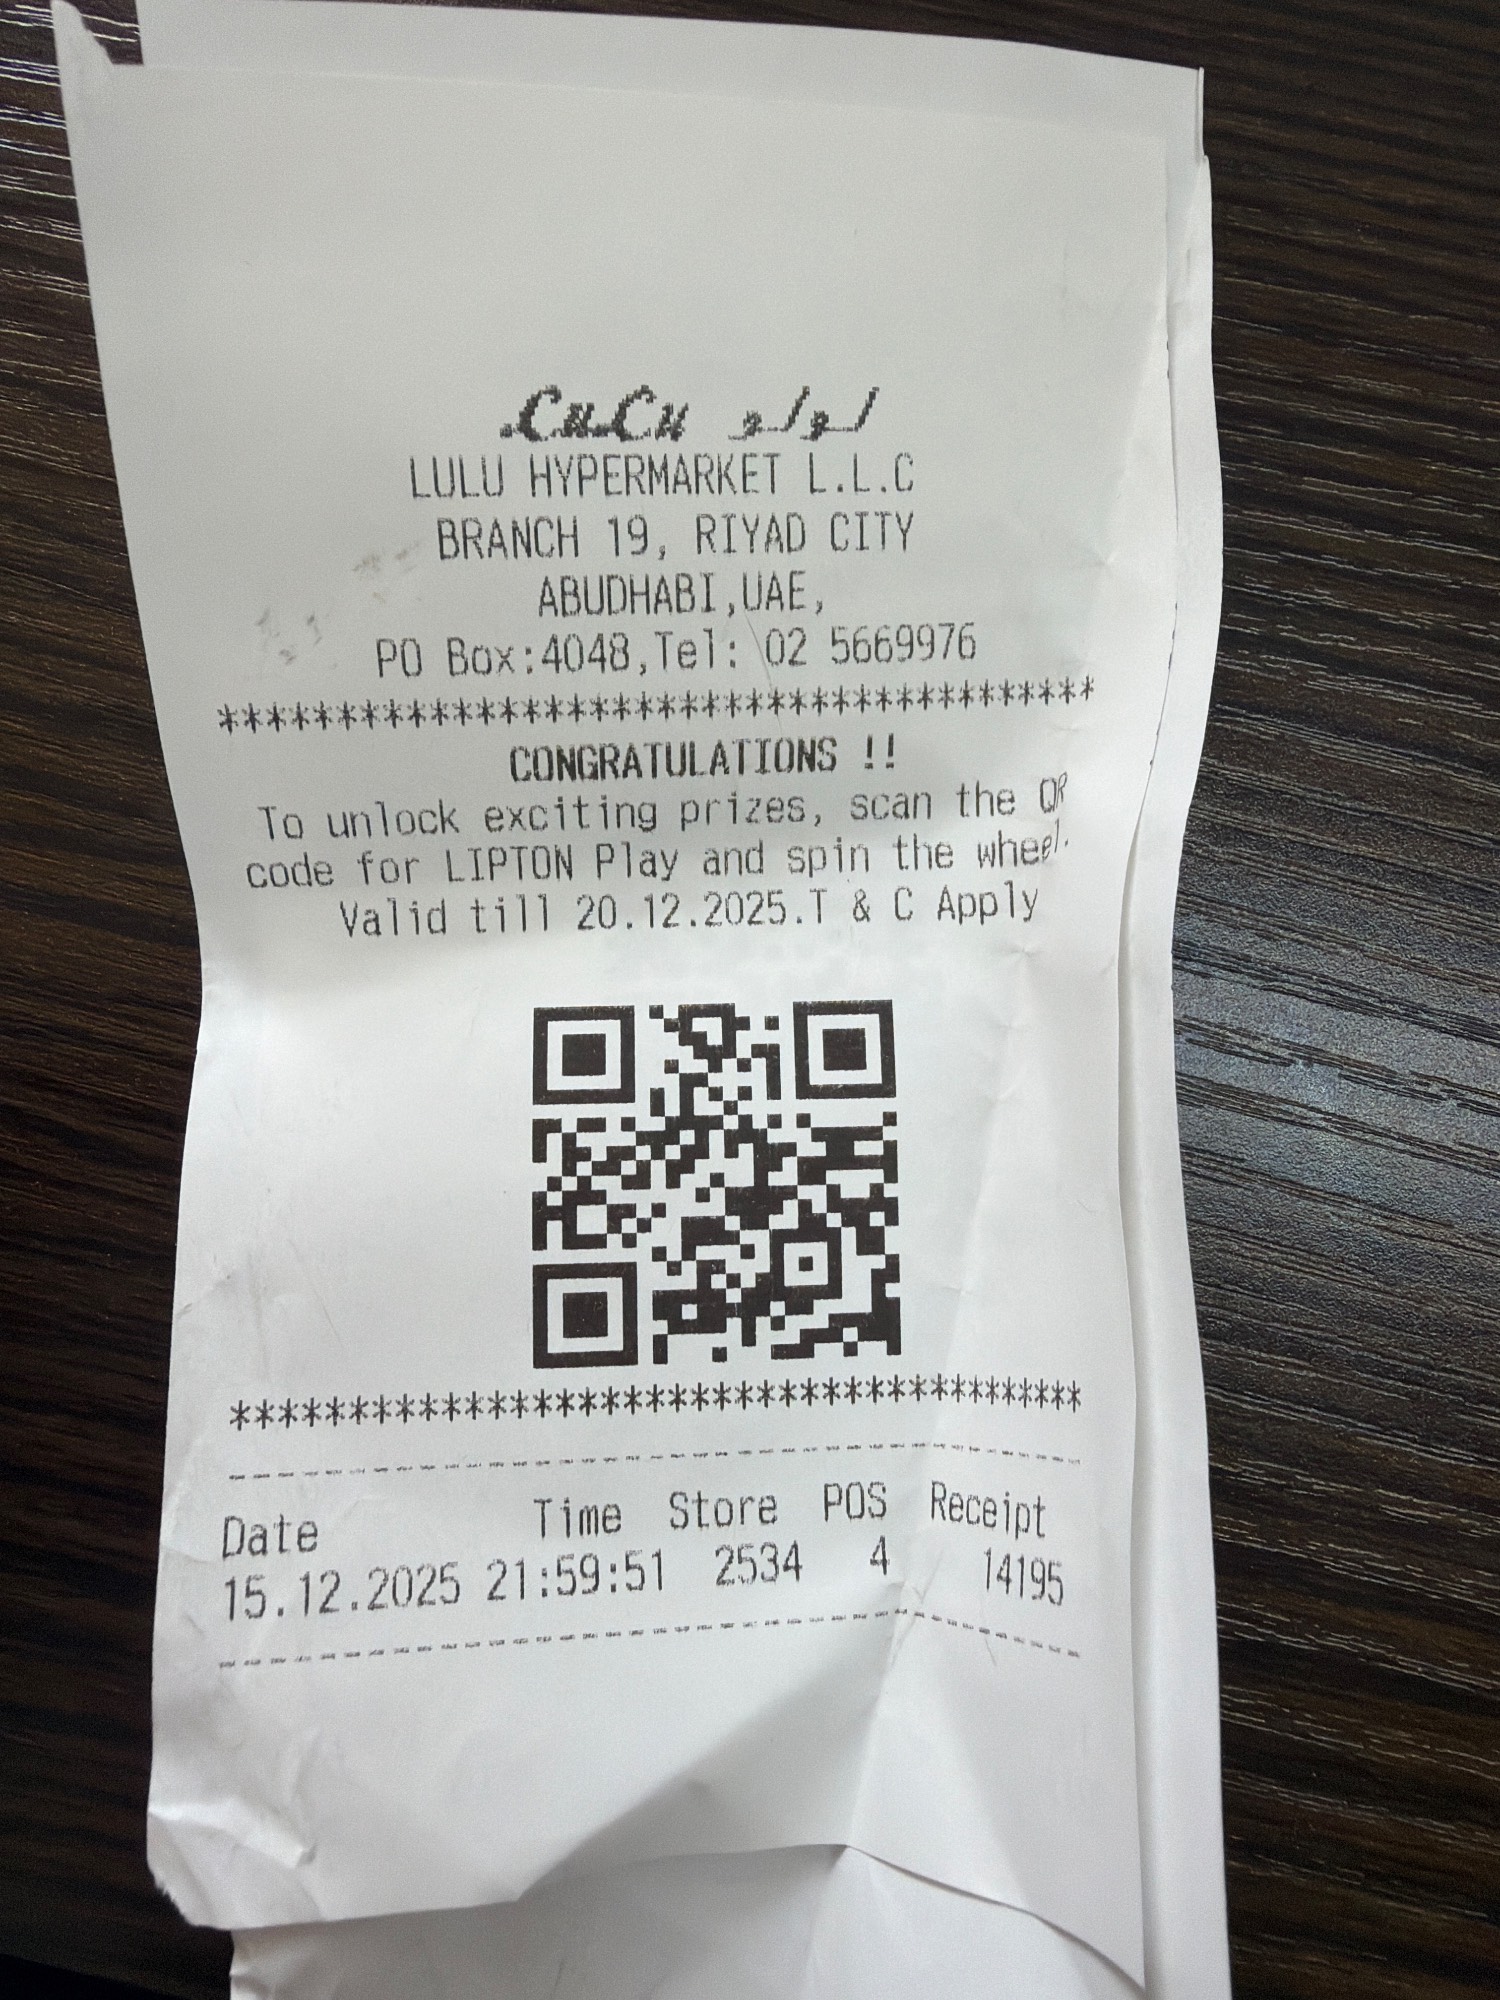 LuLu لولو
LULU HYPERMARKET L.L.C
BRANCH 19, RIYAD CITY
ABUDHABI,UAE,
PO Box:4048,Tel: 02 5669976
**************************************
CONGRATULATIONS !!
To unlock exciting prizes, scan the QR
code for LIPTON Play and spin the wheel.
Valid till 20.12.2025.T & C Apply
*************************************
--------------------------------------
Date Time Store POS Receipt
15.12.2025 21:59:51 2534 4 14195
--------------------------------------